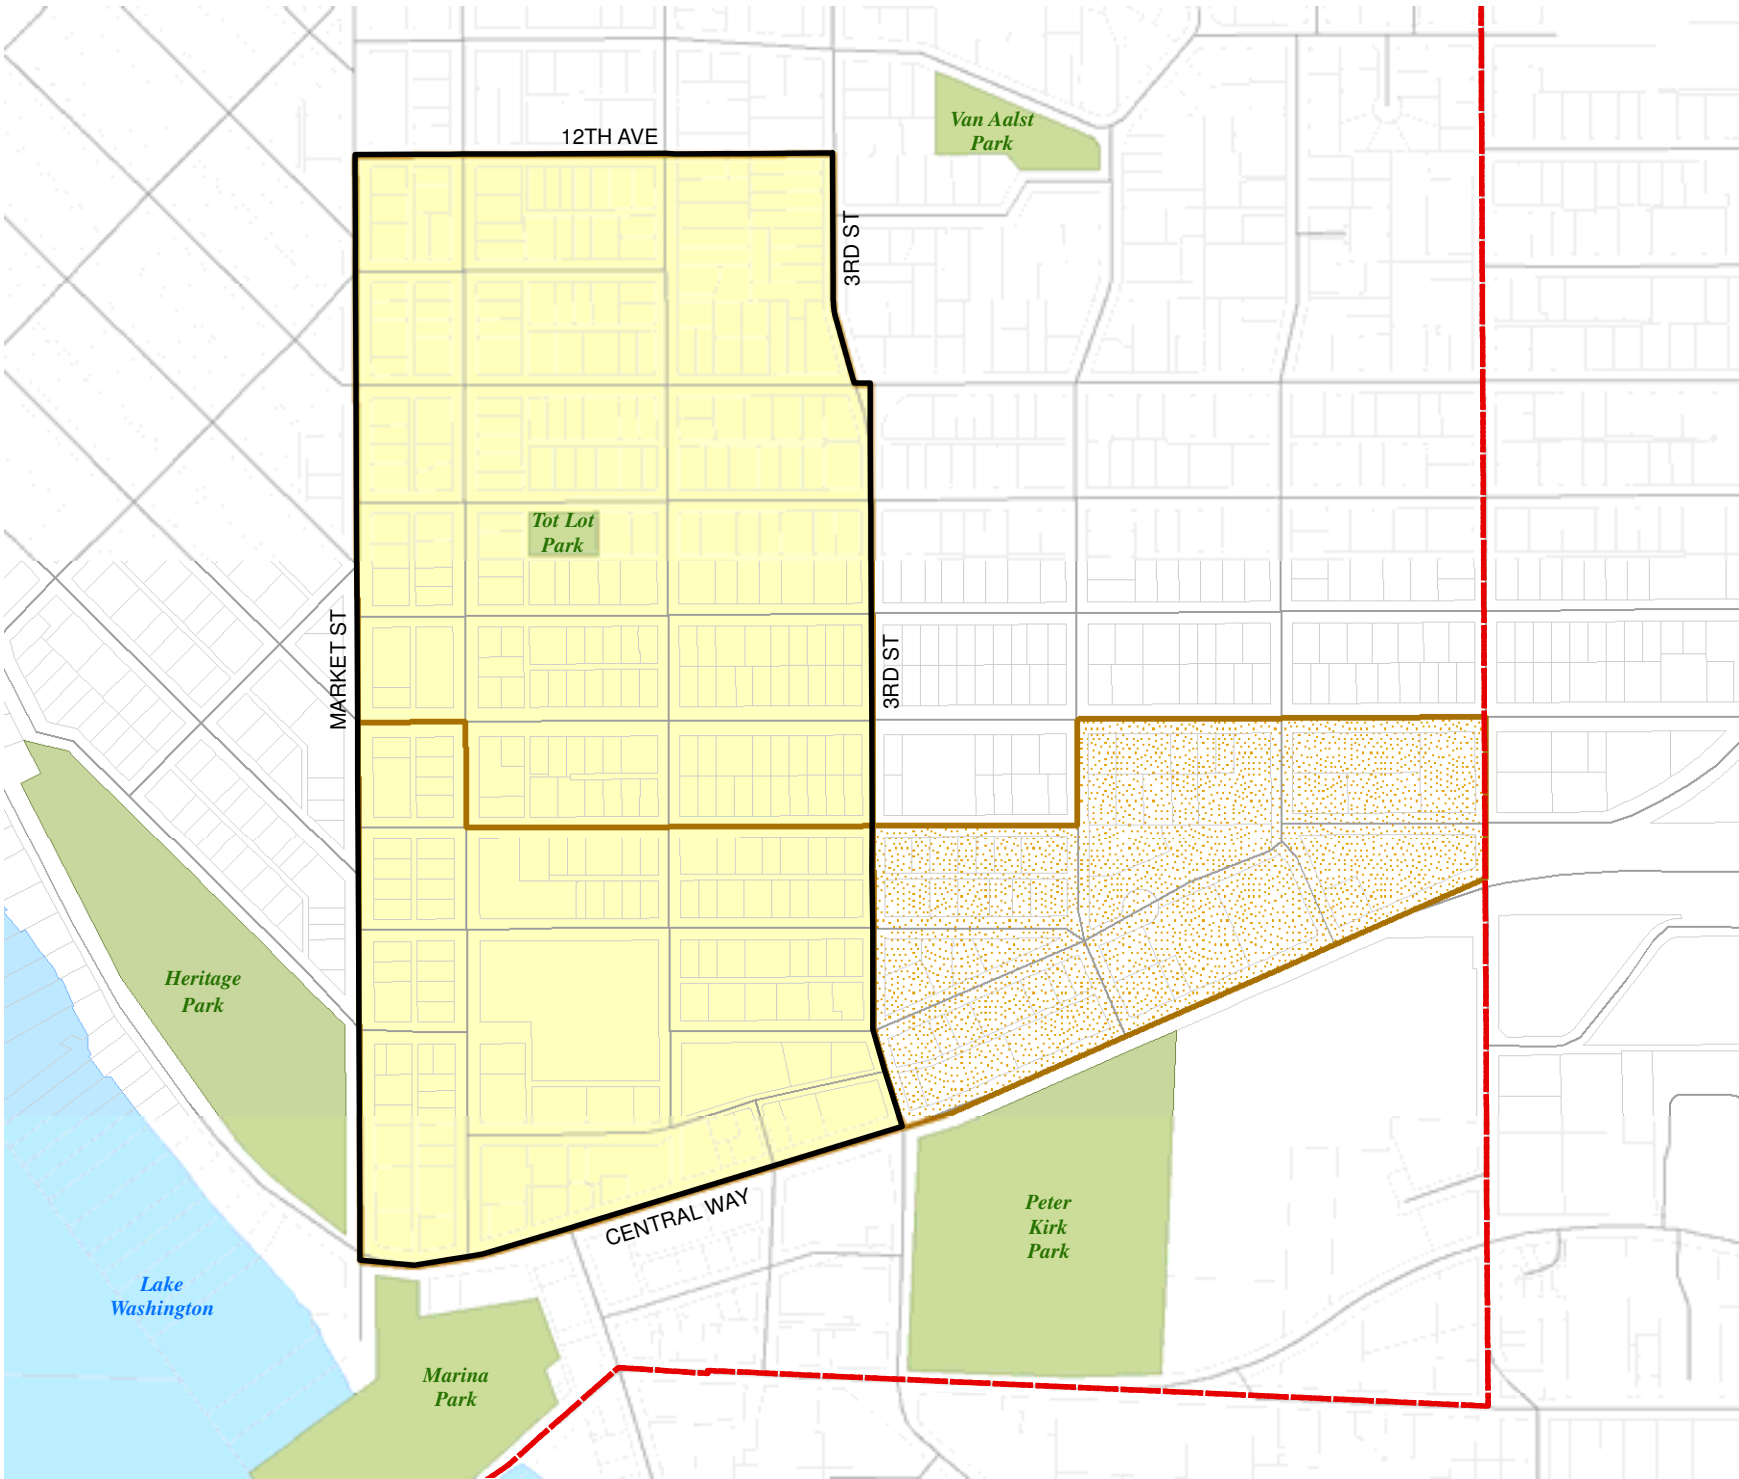 Van Aalst
Park
12TH AVE
3RD ST
Tot Lot
Park
MARKET ST
3RD ST
Heritage
Park
Peter
Kirk
Park
CENTRAL WAY
Lake
Washington
Marina
Park